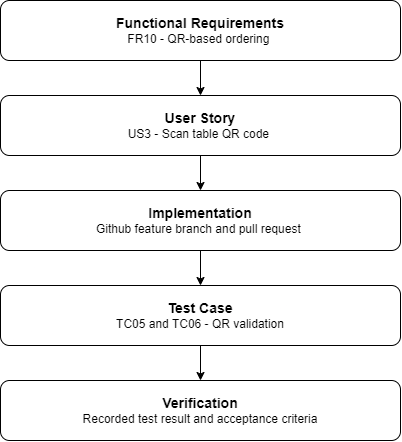 Functional Requirements
FR10 - QR-based ordering
User Story
US3 - Scan table QR code
Implementation
Github feature branch and pull request
Test Case
TC05 and TC06 - QR validation
Verification
Recorded test result and acceptance criteria